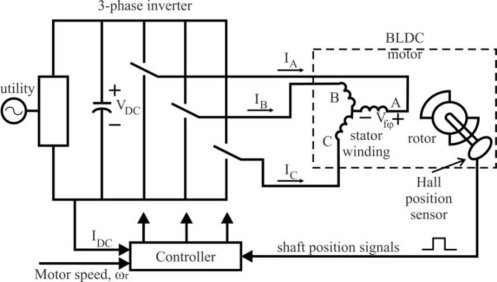 3-phase inverter
BLDC
motor
I_A
utility
+
V_DC
−
I_B
B
A
− V_fφ +
C
stator
winding
rotor
I_C
Hall
position
sensor
I_DC
Controller
shaft position signals
Motor speed, ω_r